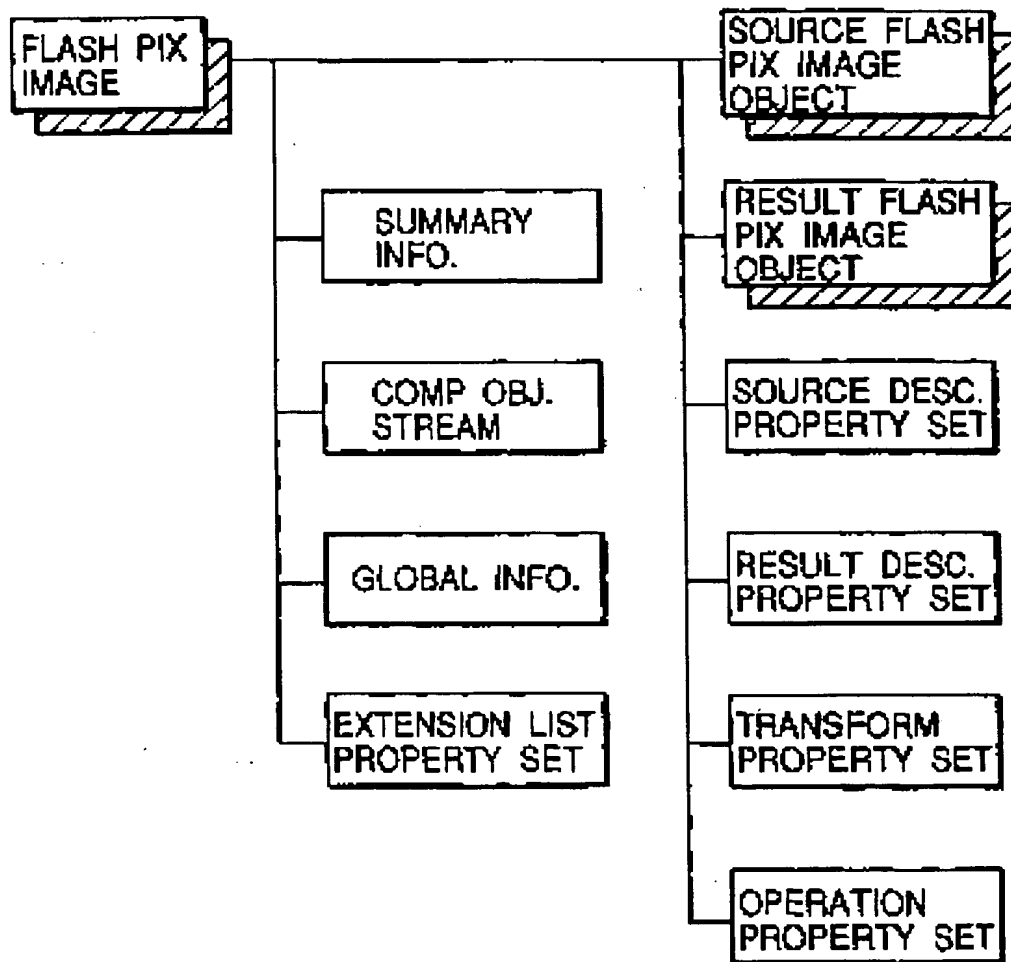 FLASH PIX
IMAGE
SOURCE FLASH
PIX IMAGE
OBJECT
SUMMARY
INFO.
RESULT FLASH
PIX IMAGE
OBJECT
COMP OBJ.
STREAM
SOURCE DESC.
PROPERTY SET
GLOBAL INFO.
RESULT DESC.
PROPERTY SET
EXTENSION LIST
PROPERTY SET
TRANSFORM
PROPERTY SET
OPERATION
PROPERTY SET